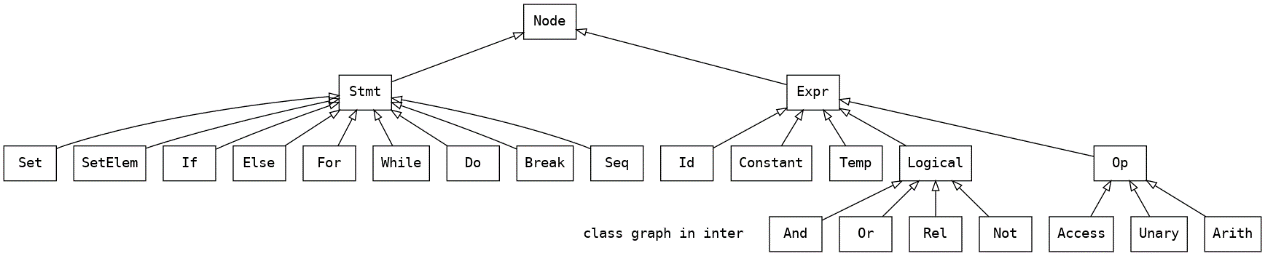 Node
Stmt Expr
Set SetElem If Else For While Do Break Seq Id Constant Temp Logical Op
class graph in inter And Or Rel Not Access Unary Arith